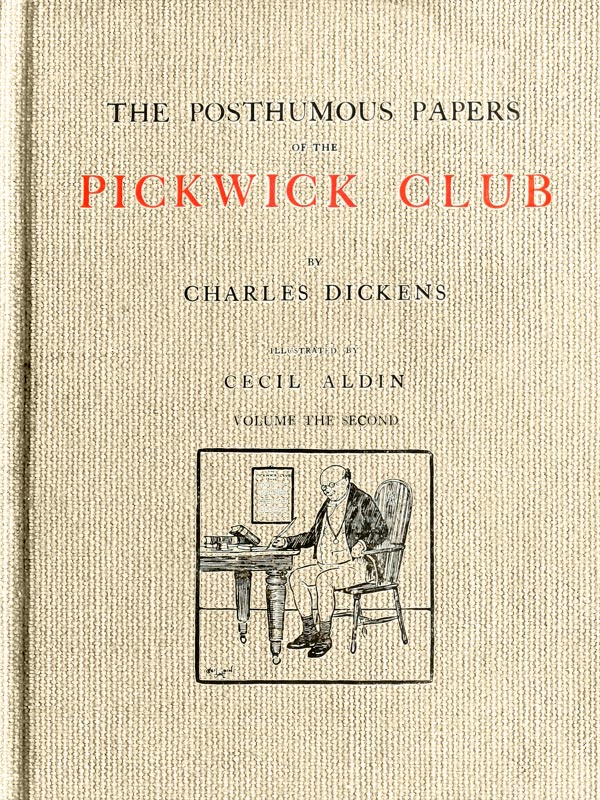 THE POSTHUMOUS PAPERS
OF THE
PICKWICK CLUB
BY
CHARLES DICKENS
ILLUSTRATED BY
CECIL ALDIN
VOLUME THE SECOND